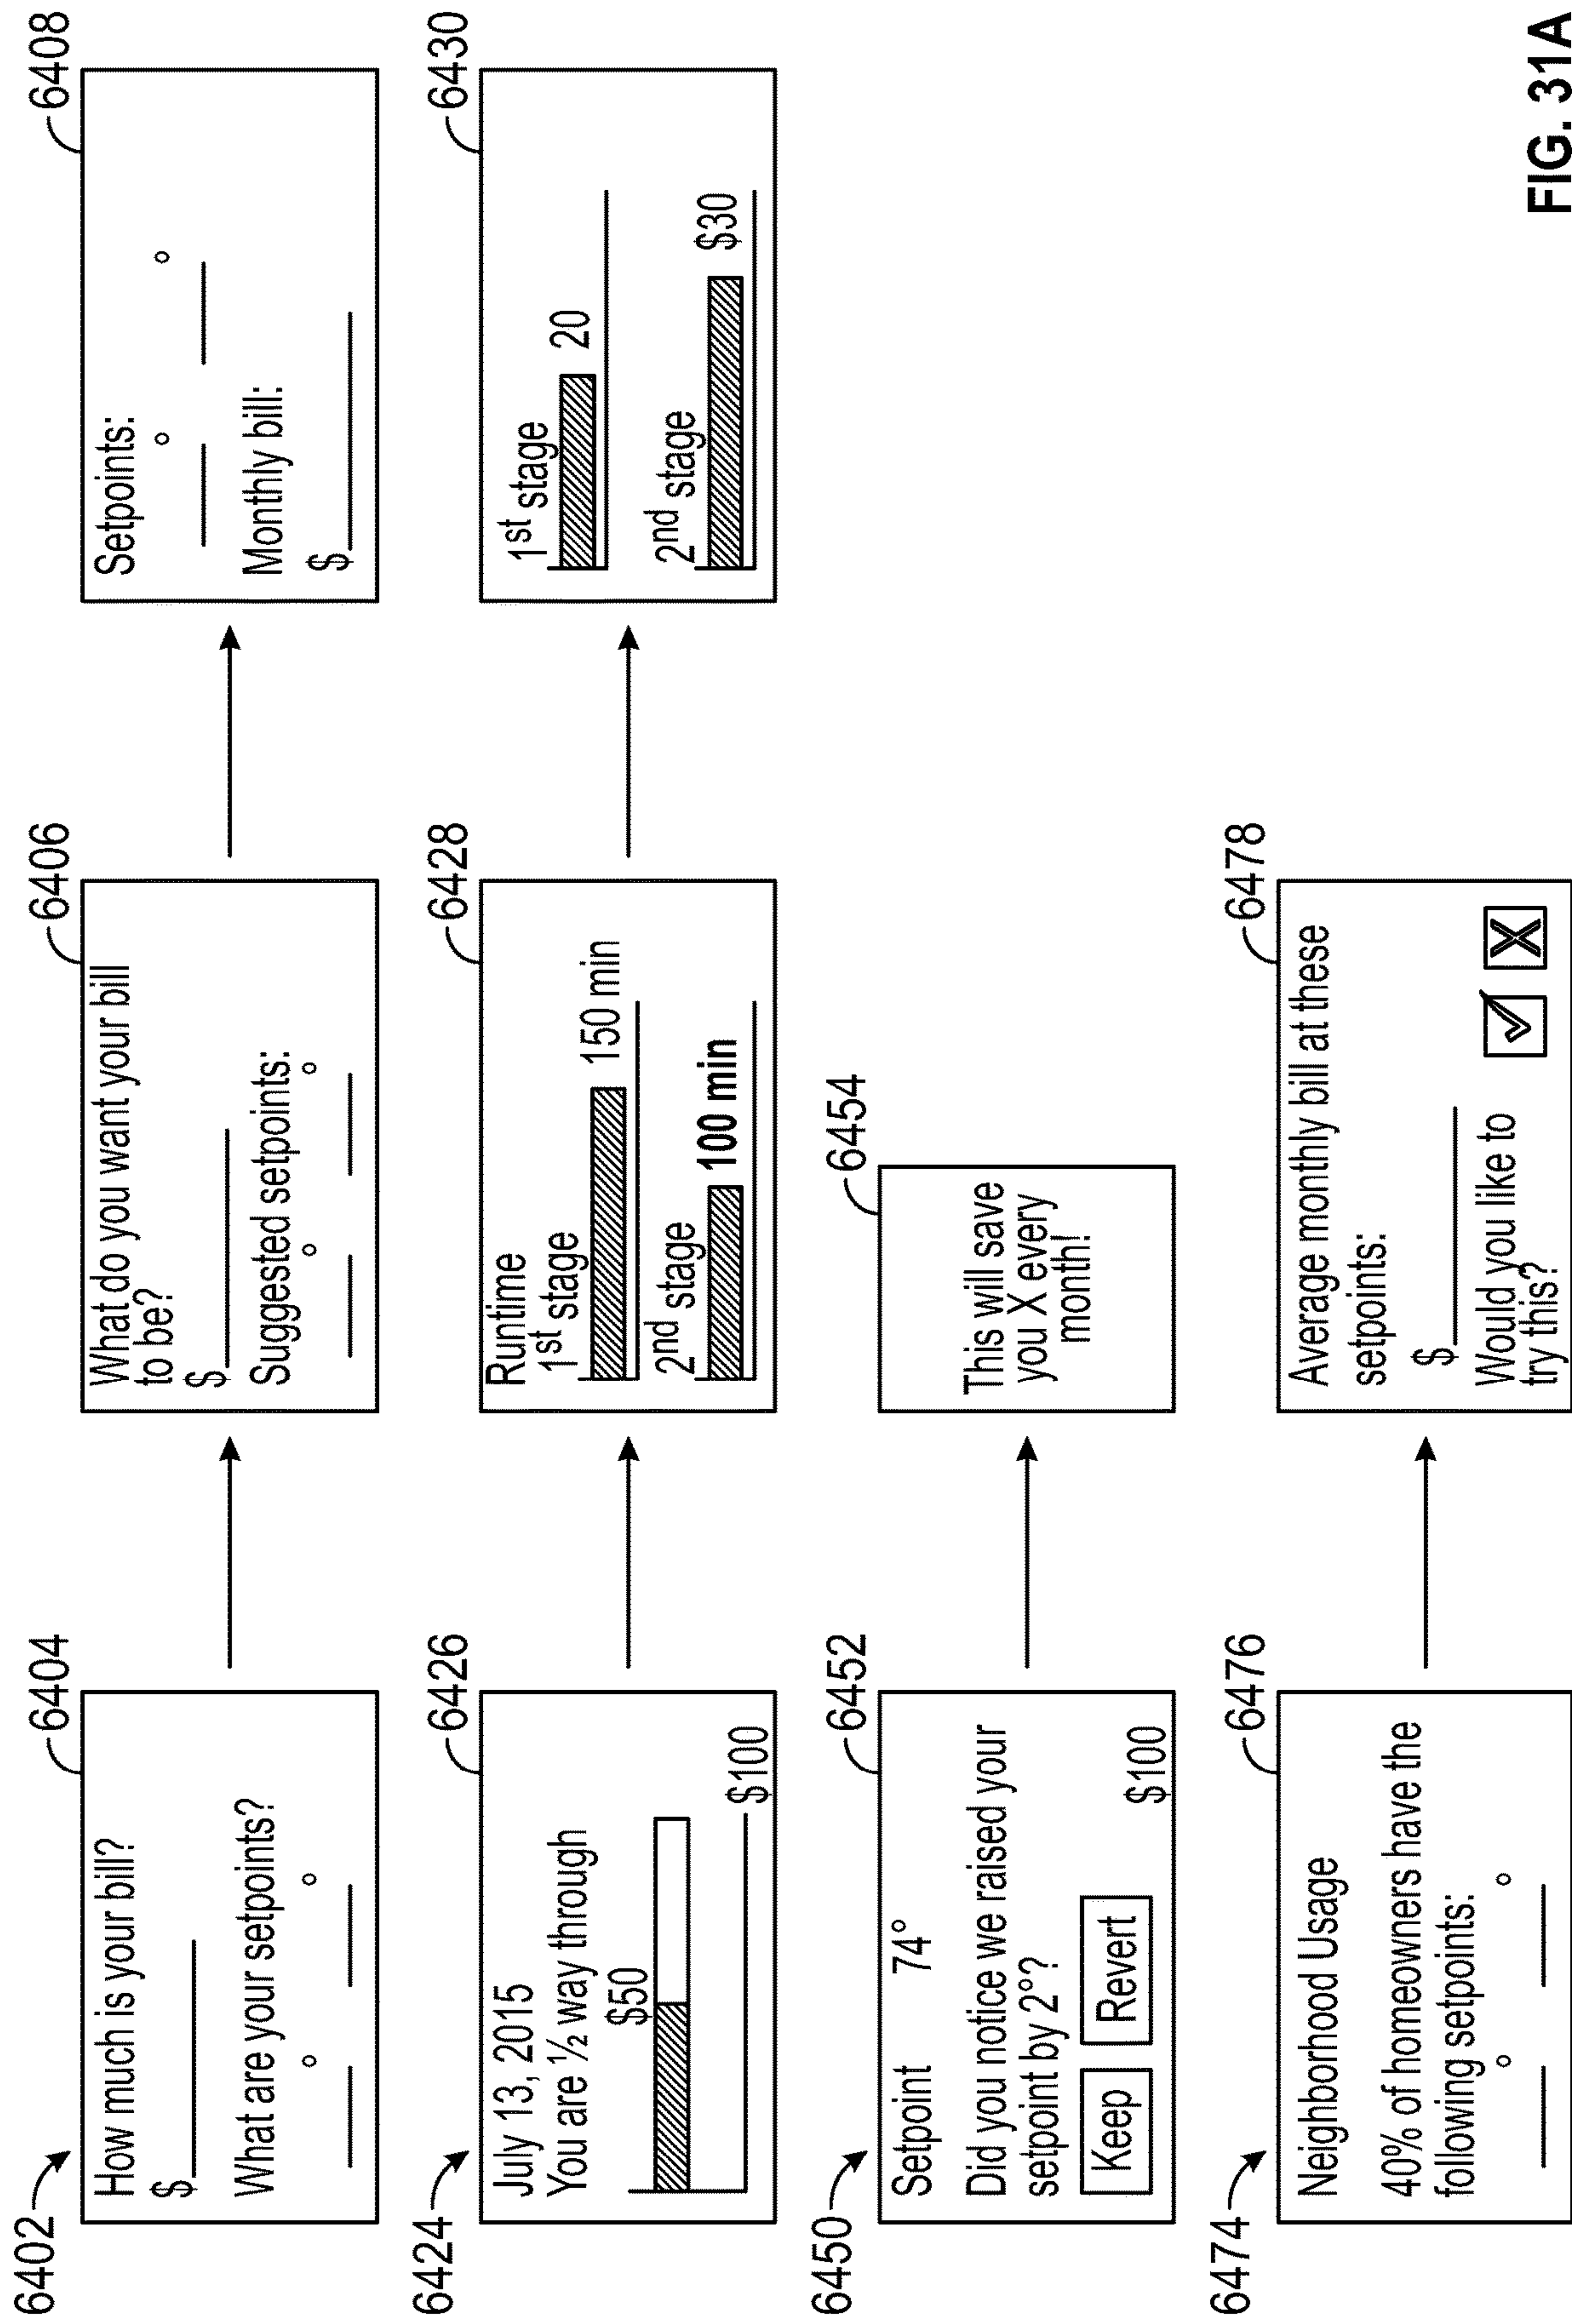 6402
6404
How much is your bill?
$
What are your setpoints?
° °
6406
What do you want your bill
to be?
$
Suggested setpoints:
° °
6408
Setpoints:
° °
Monthly bill:
$
6424
6426
July 13, 2015
You are ½ way through
$50
$100
6428
Runtime
1st stage
150 min
2nd stage
100 min
6430
1st stage
20
2nd stage
$30
6450
6452
Setpoint 74°
Did you notice we raised your
setpoint by 2°?
Keep Revert $100
6454
This will save
you X every
month!
6474
6476
Neighborhood Usage
40% of homeowners have the
following setpoints:
° °
6478
Average monthly bill at these
setpoints:
$
Would you like to
try this? ✓ X
FIG. 31A